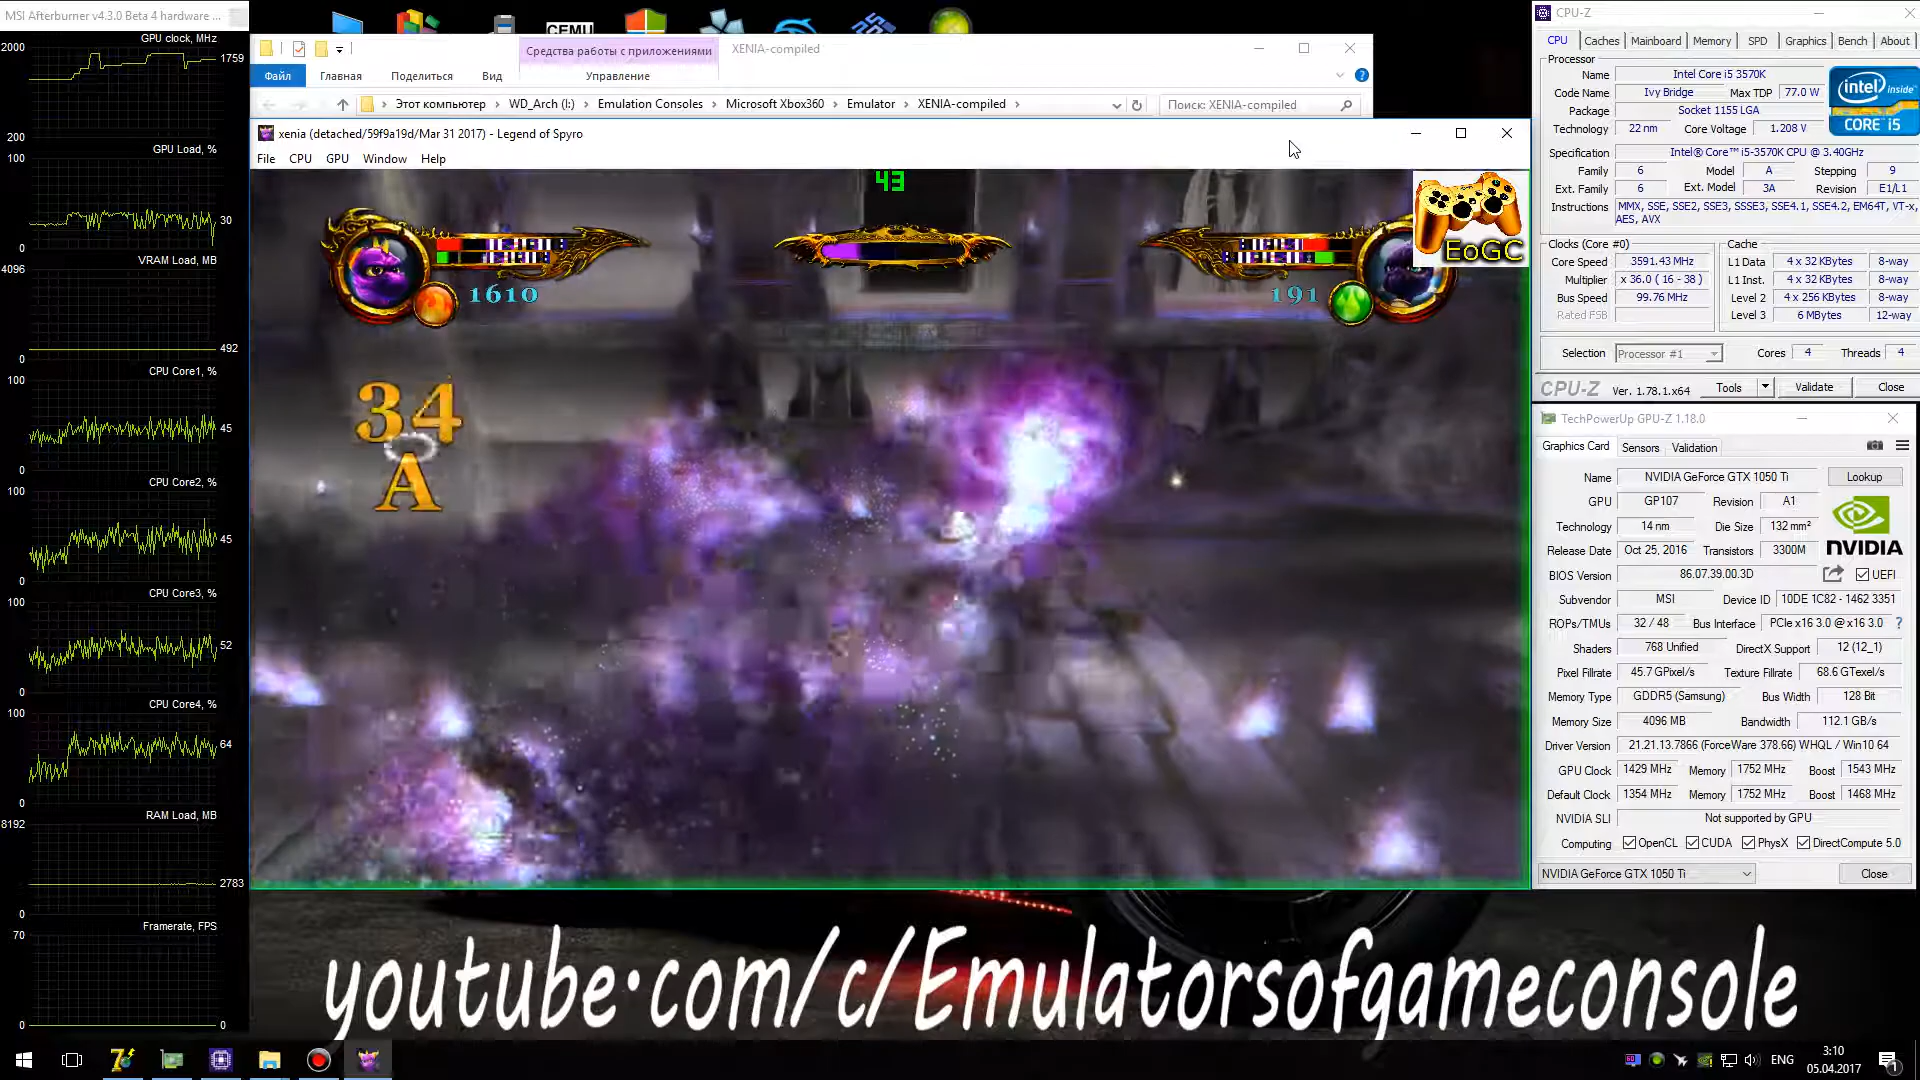 MSI Afterburner v4.3.0 Beta 4 hardware ...
GPU clock, MHz
2000
1759
200
GPU Load, %
100
30
0
VRAM Load, MB
4096
492
0
CPU Core1, %
100
45
0
CPU Core2, %
100
45
0
CPU Core3, %
100
52
0
CPU Core4, %
100
64
0
RAM Load, MB
8192
2783
0
Framerate, FPS
70
0
0
CEMU
Средства работы с приложениями
XENIA-compiled
Файл
Главная
Поделиться
Вид
Управление
Этот компьютер
WD_Arch (I:)
Emulation Consoles
Microsoft Xbox360
Emulator
XENIA-compiled
Поиск: XENIA-compiled
xenia (detached/59f9a19d/Mar 31 2017) - Legend of Spyro
File CPU GPU Window Help
43
EoGC
1610
191
34
A
CPU-Z
CPU Caches Mainboard Memory SPD Graphics Bench About
Processor
Name Intel Core i5 3570K
Code Name Ivy Bridge Max TDP 77.0 W
Package Socket 1155 LGA
Technology 22 nm Core Voltage 1.208 V
intel inside
CORE i5
Specification Intel® Core™ i5-3570K CPU @ 3.40GHz
Family 6 Model A Stepping 9
Ext. Family 6 Ext. Model 3A Revision E1/L1
Instructions MMX, SSE, SSE2, SSE3, SSSE3, SSE4.1, SSE4.2, EM64T, VT-x,
AES, AVX
Clocks (Core #0)
Core Speed 3591.43 MHz
Multiplier x 36.0 ( 16 - 38 )
Bus Speed 99.76 MHz
Rated FSB
Cache
L1 Data 4 x 32 KBytes 8-way
L1 Inst. 4 x 32 KBytes 8-way
Level 2 4 x 256 KBytes 8-way
Level 3 6 MBytes 12-way
Selection Processor #1 Cores 4 Threads 4
CPU-Z Ver. 1.78.1.x64 Tools Validate Close
TechPowerUp GPU-Z 1.18.0
Graphics Card Sensors Validation
Name NVIDIA GeForce GTX 1050 Ti Lookup
GPU GP107 Revision A1
Technology 14 nm Die Size 132 mm²
Release Date Oct 25, 2016 Transistors 3300M
NVIDIA
BIOS Version 86.07.39.00.3D UEFI
Subvendor MSI Device ID 10DE 1C82 - 1462 3351
ROPs/TMUs 32 / 48 Bus Interface PCIe x16 3.0 @ x16 3.0 ?
Shaders 768 Unified DirectX Support 12 (12_1)
Pixel Fillrate 45.7 GPixel/s Texture Fillrate 68.6 GTexel/s
Memory Type GDDR5 (Samsung) Bus Width 128 Bit
Memory Size 4096 MB Bandwidth 112.1 GB/s
Driver Version 21.21.13.7866 (ForceWare 378.66) WHQL / Win10 64
GPU Clock 1429 MHz Memory 1752 MHz Boost 1543 MHz
Default Clock 1354 MHz Memory 1752 MHz Boost 1468 MHz
NVIDIA SLI Not supported by GPU
Computing OpenCL CUDA PhysX DirectCompute 5.0
NVIDIA GeForce GTX 1050 Ti Close
youtube.com/c/Emulatorsofgameconsole
ENG
3:10
05.04.2017
1